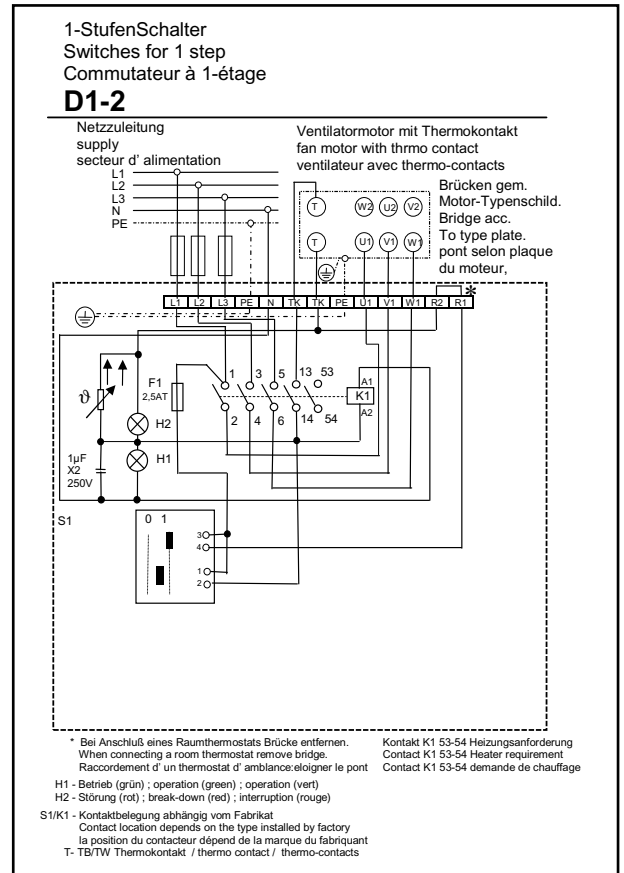 1-StufenSchalter
Switches for 1 step
Commutateur à 1-étage
D1-2
Netzzuleitung
supply
secteur d' alimentation
L1
L2
L3
N
PE
Ventilatormotor mit Thermokontakt
fan motor with thrmo contact
ventilateur avec thermo-contacts
T W2 U2 V2
T U1 V1 W1
Brücken gem.
Motor-Typenschild.
Bridge acc.
To type plate.
pont selon plaque
du moteur,
L1 L2 L3 PE N TK TK PE U1 V1 W1 R2 R1 *
ϑ
F1
2,5AT
1 3 5 13 53
2 4 6 14 54
A1
K1
A2
H2
H1
1µF
X2
250V
S1
0 1
3
4
1
2
* Bei Anschluß eines Raumthermostats Brücke entfernen.
When connecting a room thermostat remove bridge.
Raccordement d' un thermostat d' amblance:eloigner le pont
Kontakt K1 53-54 Heizungsanforderung
Contact K1 53-54 Heater requirement
Contact K1 53-54 demande de chauffage
H1 - Betrieb (grün) ; operation (green) ; operation (vert)
H2 - Störung (rot) ; break-down (red) ; interruption (rouge)
S1/K1 - Kontaktbelegung abhängig vom Fabrikat
Contact location depends on the type installed by factory
la position du contacteur dépend de la marque du fabriquant
T- TB/TW Thermokontakt / thermo contact / thermo-contacts